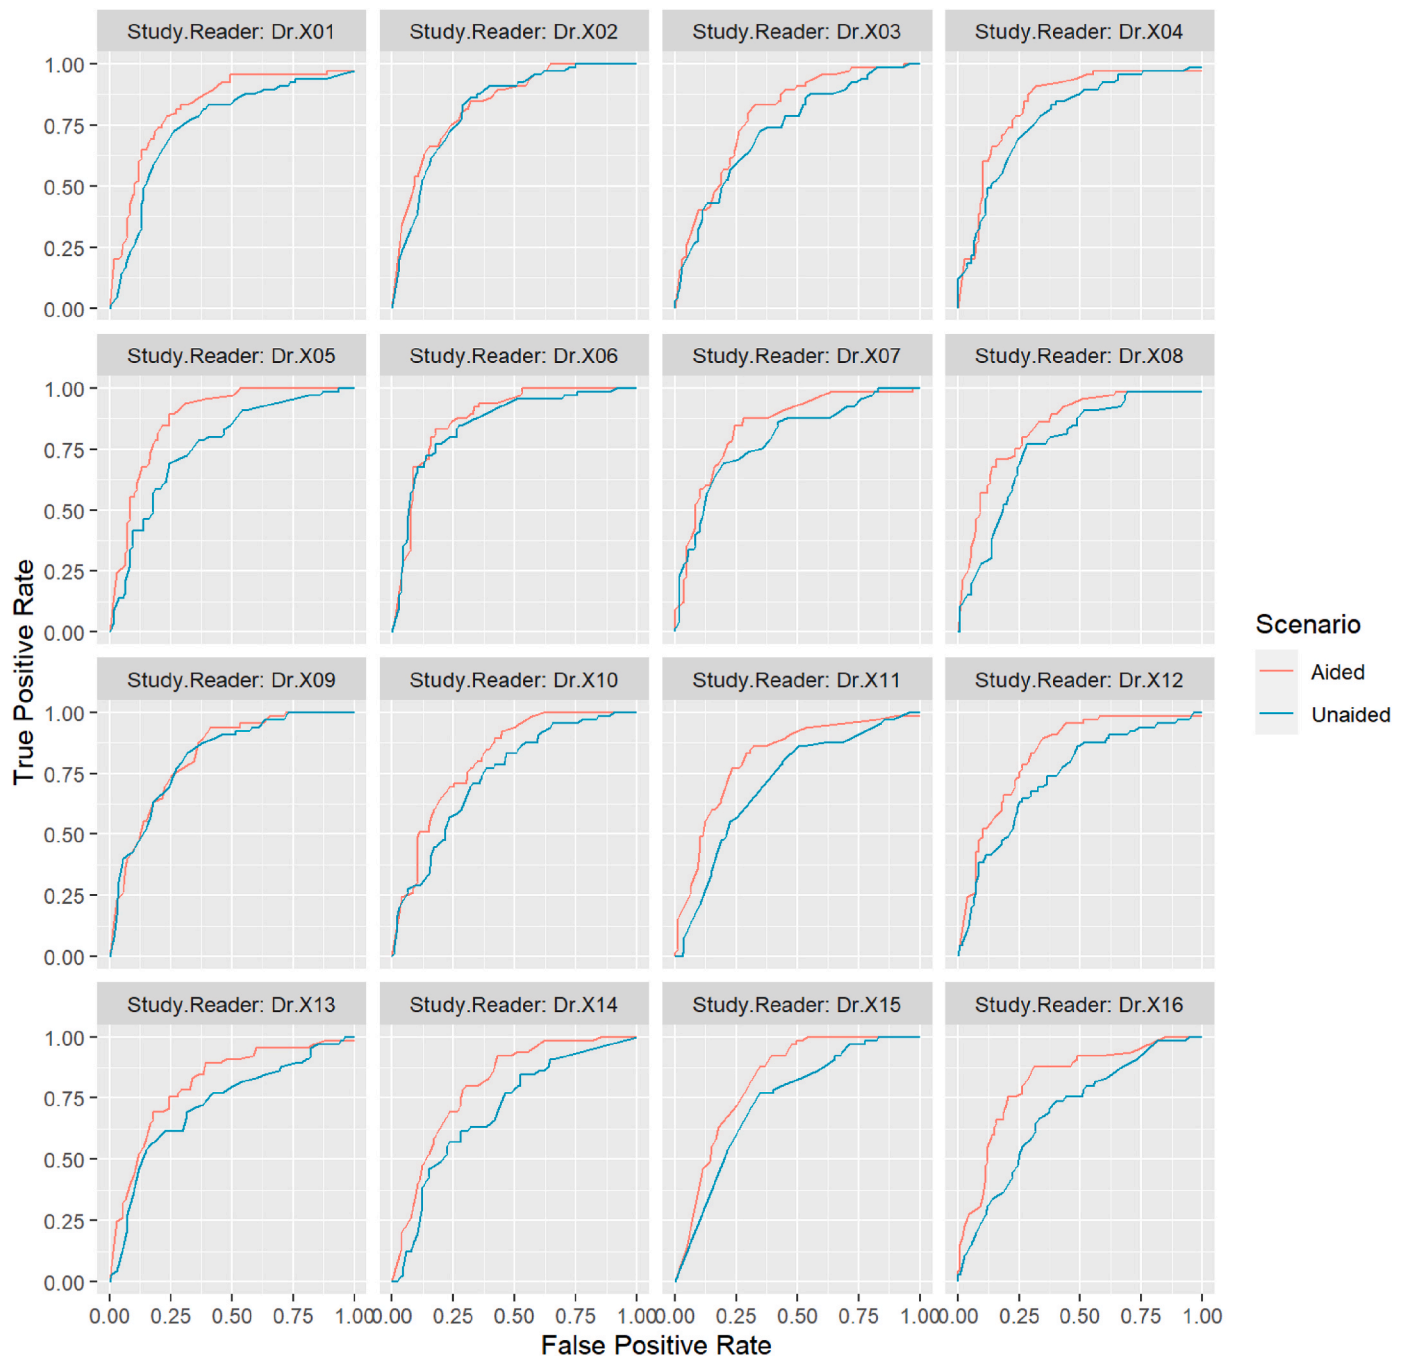 Study.Reader: Dr.X01 Study.Reader: Dr.X02 Study.Reader: Dr.X03 Study.Reader: Dr.X04
1.00
0.75
0.50
0.25
0.00
Study.Reader: Dr.X05 Study.Reader: Dr.X06 Study.Reader: Dr.X07 Study.Reader: Dr.X08
1.00
0.75
0.50
0.25
0.00
Study.Reader: Dr.X09 Study.Reader: Dr.X10 Study.Reader: Dr.X11 Study.Reader: Dr.X12
1.00
0.75
0.50
0.25
0.00
Study.Reader: Dr.X13 Study.Reader: Dr.X14 Study.Reader: Dr.X15 Study.Reader: Dr.X16
1.00
0.75
0.50
0.25
0.00
0.00 0.25 0.50 0.75 1.00 0.00 0.25 0.50 0.75 1.00 0.00 0.25 0.50 0.75 1.00 0.00 0.25 0.50 0.75 1.00
False Positive Rate
True Positive Rate
Scenario
Aided
Unaided